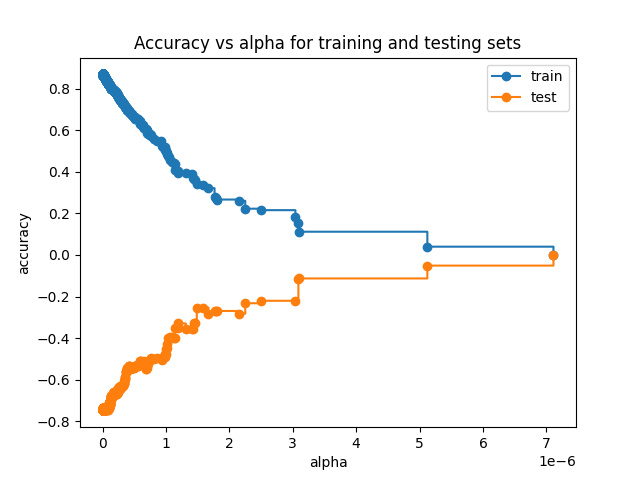 Accuracy vs alpha for training and testing sets
train
test
accuracy
0.8
0.6
0.4
0.2
0.0
−0.2
−0.4
−0.6
−0.8
0 1 2 3 4 5 6 7
1e−6
alpha